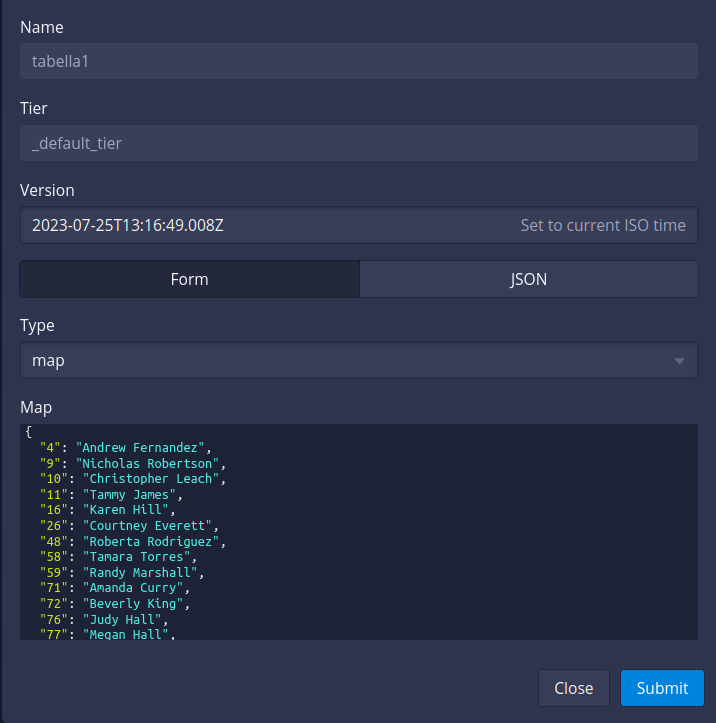 Name
tabella1
Tier
_default_tier
Version
2023-07-25T13:16:49.008Z Set to current ISO time
Form JSON
Type
map
Map
{
"4": "Andrew Fernandez",
"9": "Nicholas Robertson",
"10": "Christopher Leach",
"11": "Tammy James",
"16": "Karen Hill",
"26": "Courtney Everett",
"48": "Roberta Rodriguez",
"58": "Tamara Torres",
"59": "Randy Marshall",
"71": "Amanda Curry",
"72": "Beverly King",
"76": "Judy Hall",
"77": "Megan Hall",
Close Submit